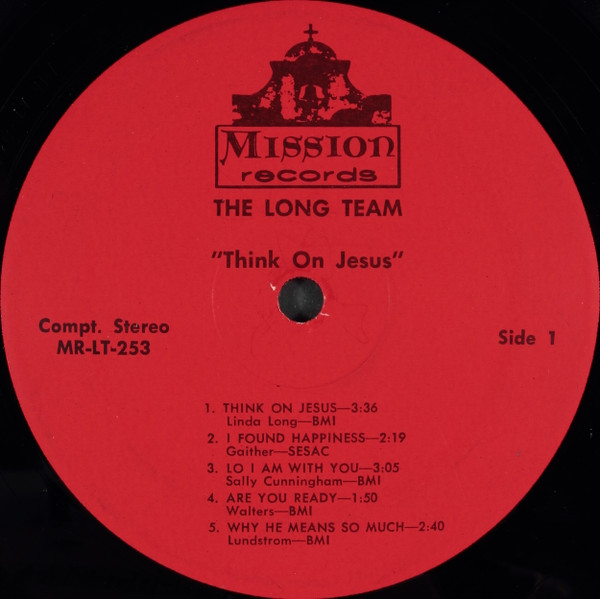 Mission
records
THE LONG TEAM
"Think On Jesus"
Compt. Stereo
MR-LT-253
Side 1
1. THINK ON JESUS—3:36
Linda Long—BMI
2. I FOUND HAPPINESS—2:19
Gaither—SESAC
3. LO I AM WITH YOU—3:05
Sally Cunningham—BMI
4. ARE YOU READY—1:50
Walters—BMI
5. WHY HE MEANS SO MUCH—2:40
Lundstrom—BMI